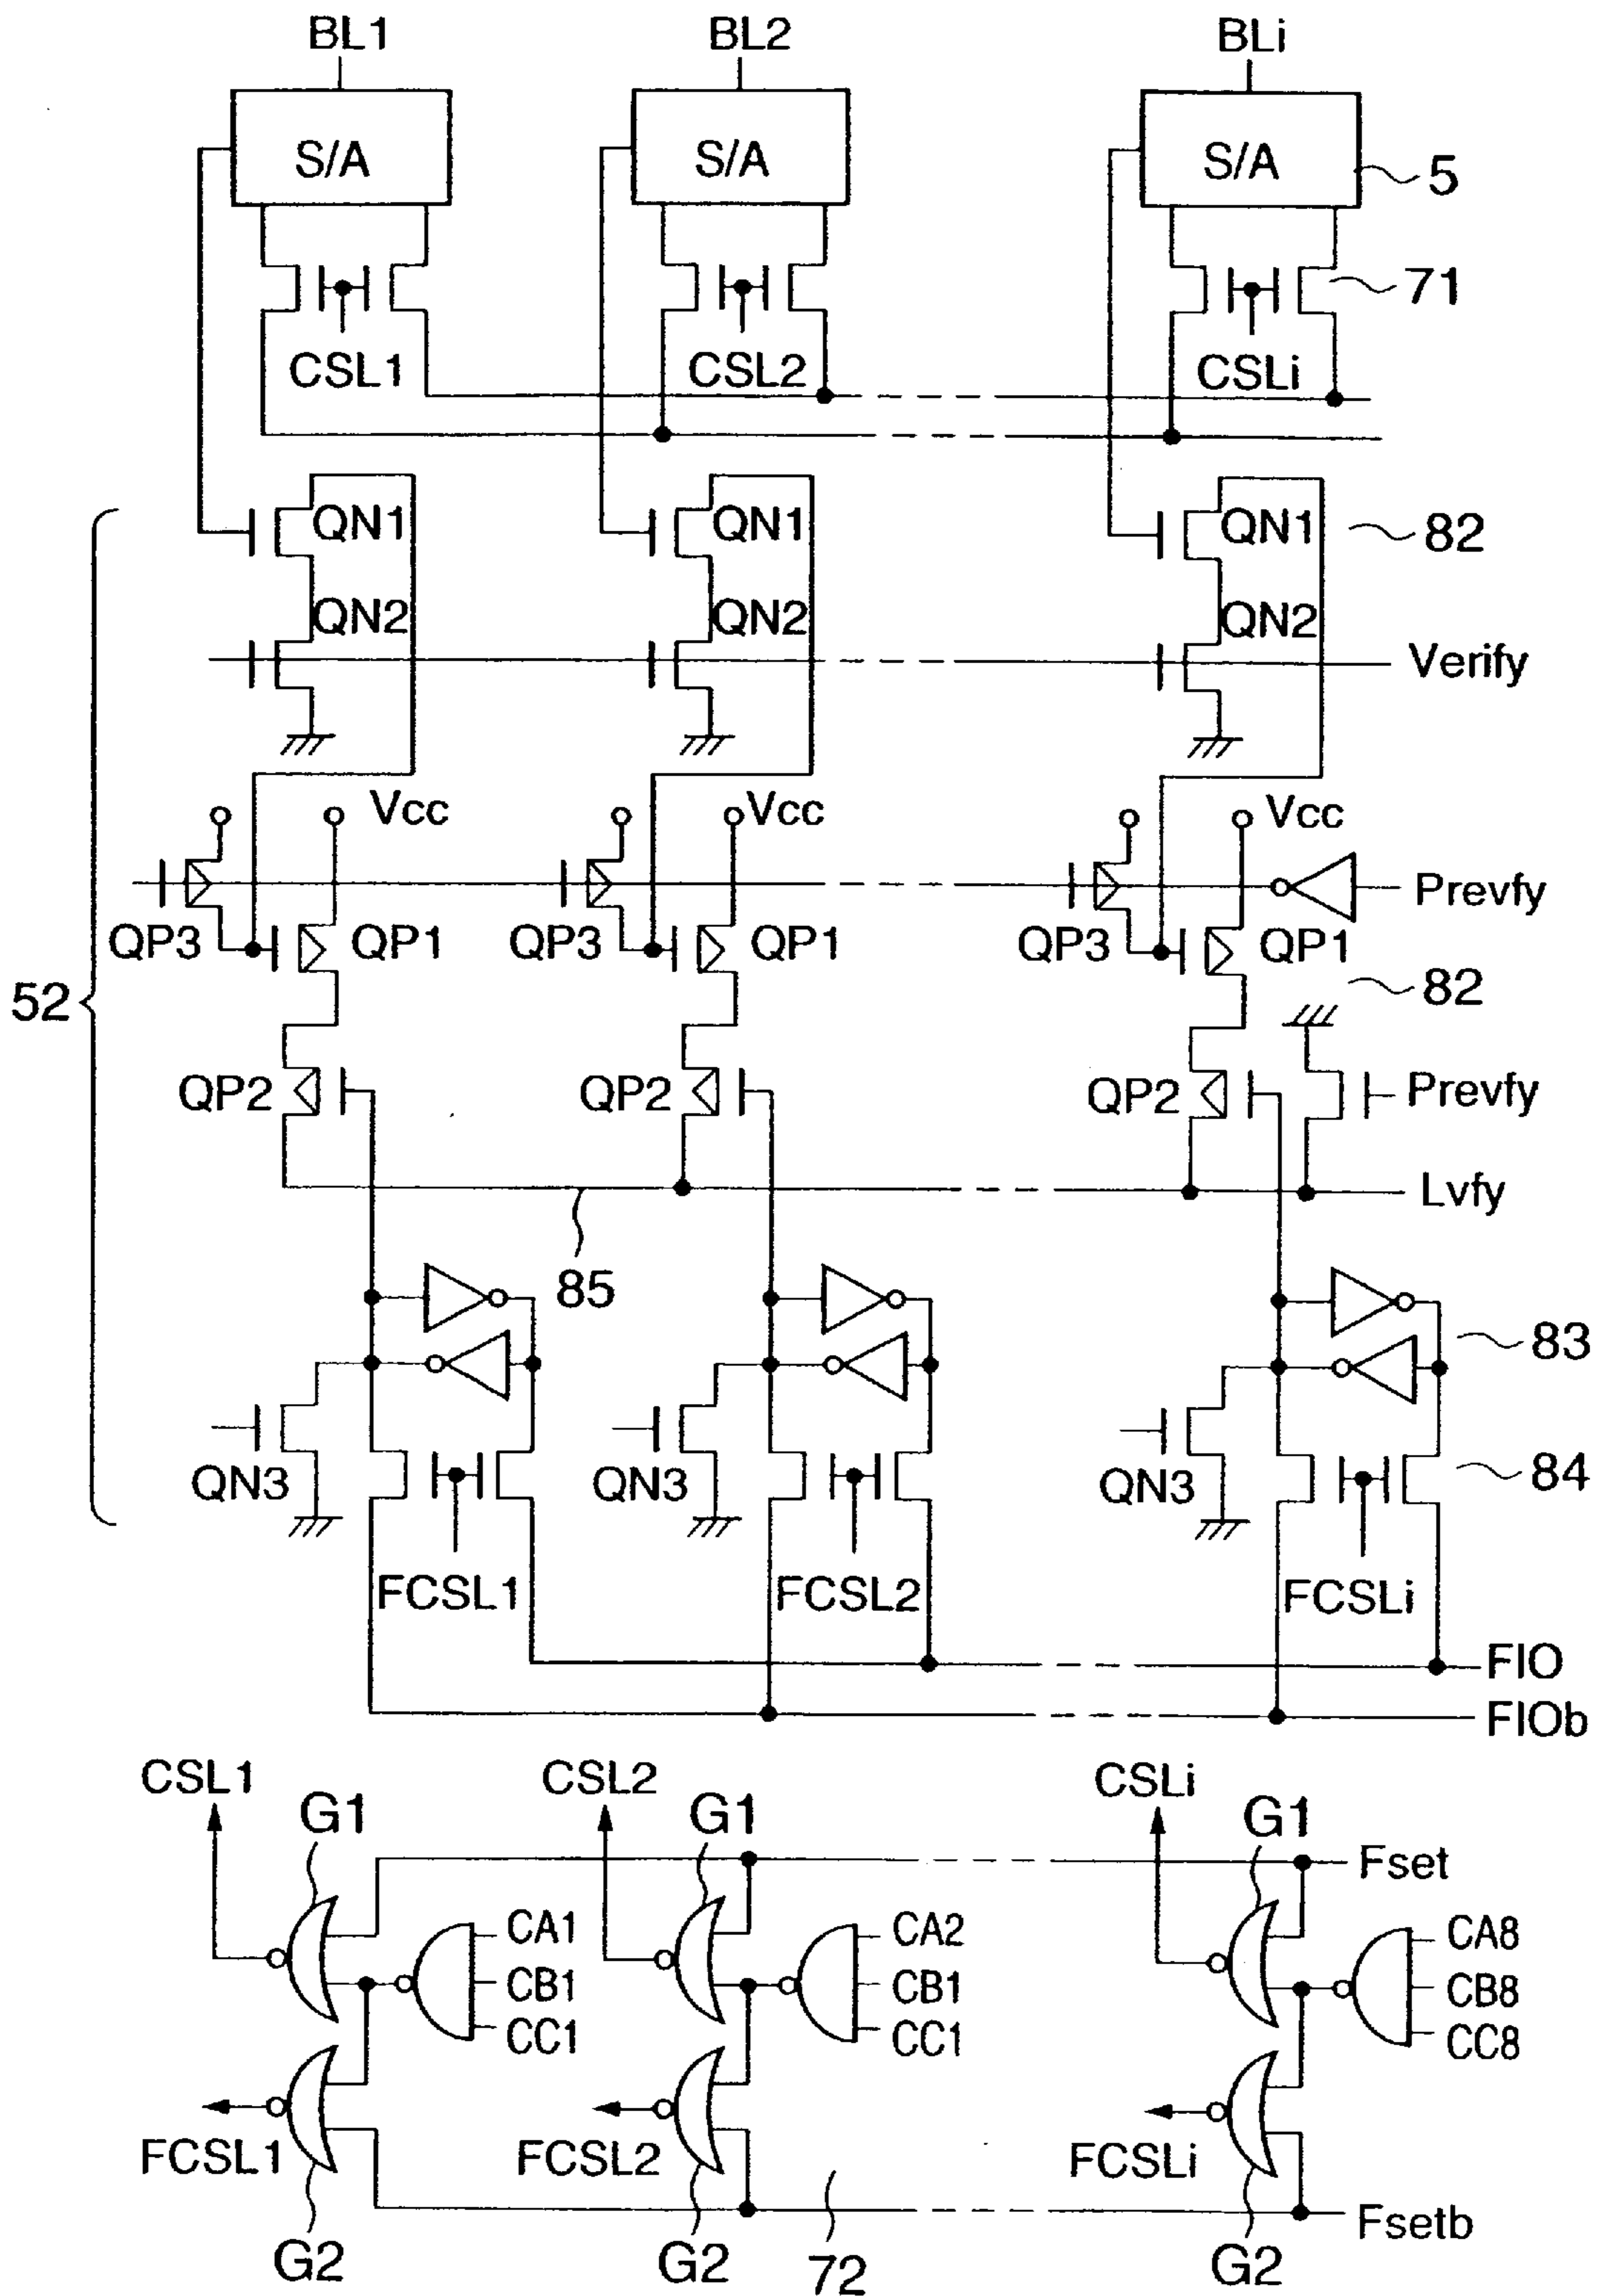 BL1 BL2 BLi
S/A S/A S/A 5
71
CSL1 CSL2 CSLi
QN1 QN1 QN1 82
QN2 QN2 QN2
Verify
Vcc Vcc Vcc
Prevfy
QP3 QP1 QP3 QP1 QP3 QP1
52 82
QP2 QP2 QP2 Prevfy
Lvfy
85
83
QN3 QN3 QN3 84
FCSL1 FCSL2 FCSLi
FIO
FIOb
CSL1 CSL2 CSLi
G1 G1 G1
Fset
CA1 CA2 CA8
CB1 CB1 CB8
CC1 CC1 CC8
FCSL1 FCSL2 FCSLi
Fsetb
G2 G2 72 G2